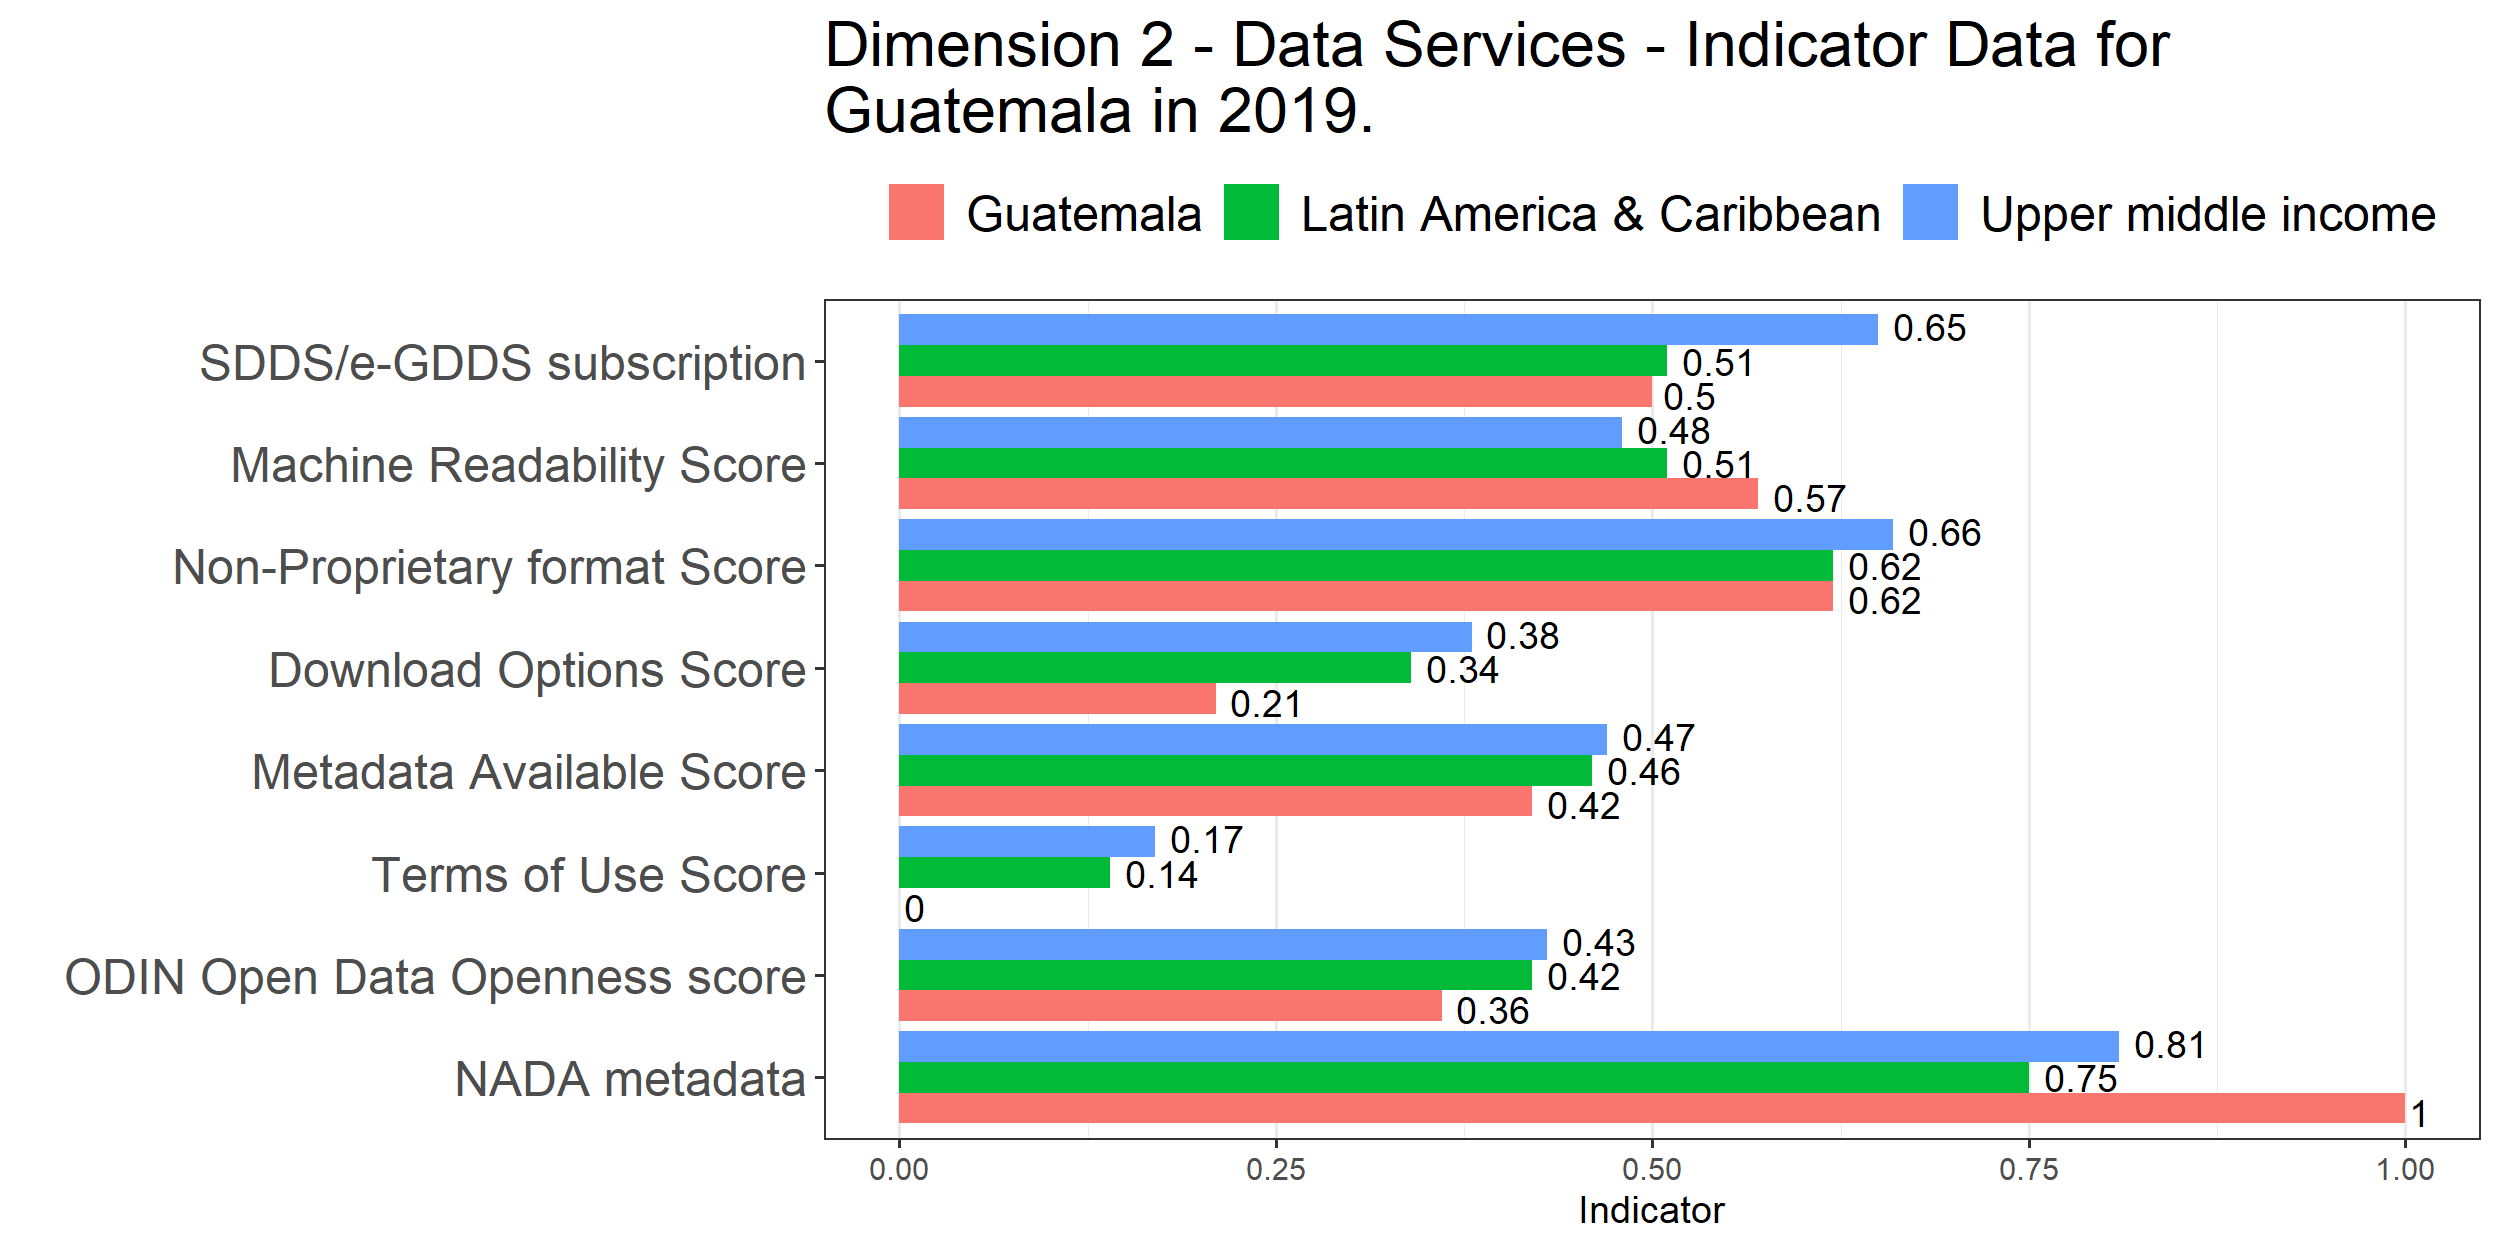 Dimension 2 - Data Services - Indicator Data for
Guatemala in 2019.
Guatemala
Latin America & Caribbean
Upper middle income
SDDS/e-GDDS subscription
0.65
0.51
0.5
Machine Readability Score
0.48
0.51
0.57
Non-Proprietary format Score
0.66
0.62
0.62
Download Options Score
0.38
0.34
0.21
Metadata Available Score
0.47
0.46
0.42
Terms of Use Score
0.17
0.14
0
ODIN Open Data Openness score
0.43
0.42
0.36
NADA metadata
0.81
0.75
1
0.00
0.25
0.50
0.75
1.00
Indicator